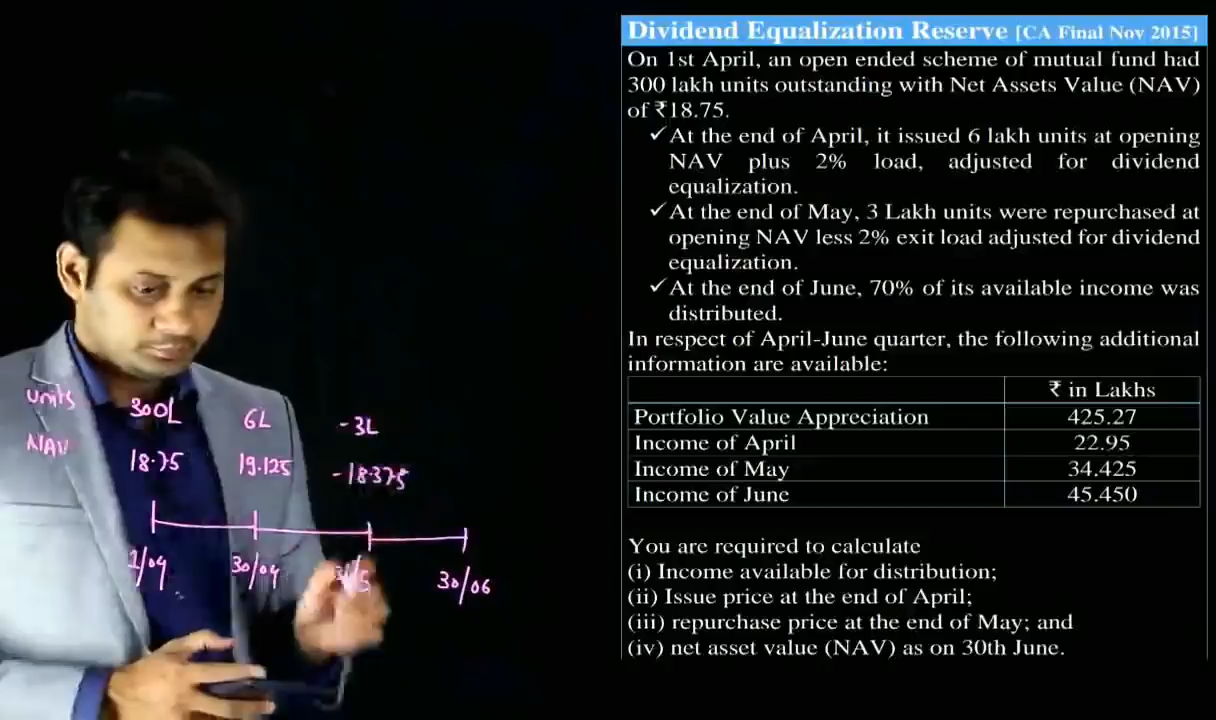 Dividend Equalization Reserve [CA Final Nov 2015]
On 1st April, an open ended scheme of mutual fund had
300 lakh units outstanding with Net Assets Value (NAV)
of ₹18.75.
✓At the end of April, it issued 6 lakh units at opening
NAV plus 2% load, adjusted for dividend
equalization.
✓At the end of May, 3 Lakh units were repurchased at
opening NAV less 2% exit load adjusted for dividend
equalization.
✓At the end of June, 70% of its available income was
distributed.
In respect of April-June quarter, the following additional
information are available:
₹ in Lakhs
Portfolio Value Appreciation 425.27
Income of April 22.95
Income of May 34.425
Income of June 45.450
You are required to calculate
(i) Income available for distribution;
(ii) Issue price at the end of April;
(iii) repurchase price at the end of May; and
(iv) net asset value (NAV) as on 30th June.
Units 300L 6L -3L
NAV 18.75 19.125 -18.375
1/04 30/04 31/5 30/06